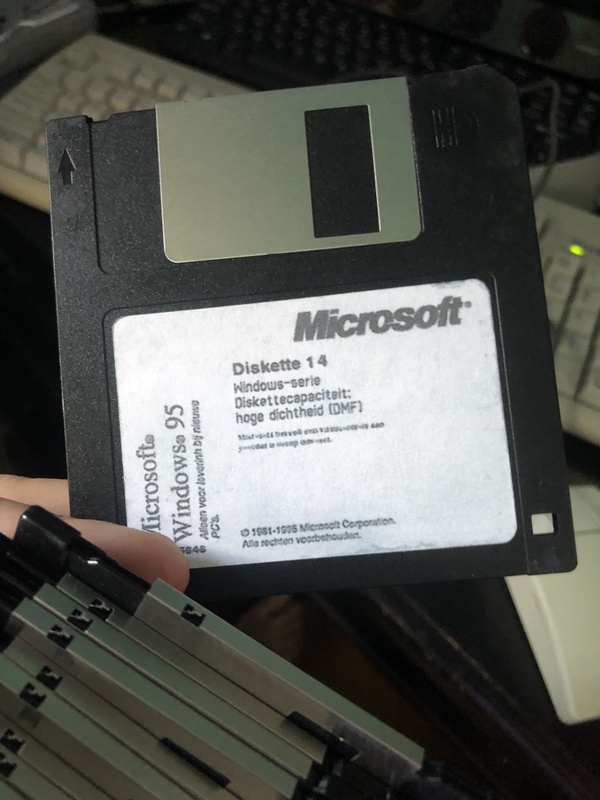 Microsoft®
Diskette 14
Windows-serie
Diskettecapaciteit:
hoge dichtheid (DMF)
Microsoft®
Windows® 95
Alleen voor levering bij nieuwe
PC's.
© 1981-1995 Microsoft Corporation.
Alle rechten voorbehouden.